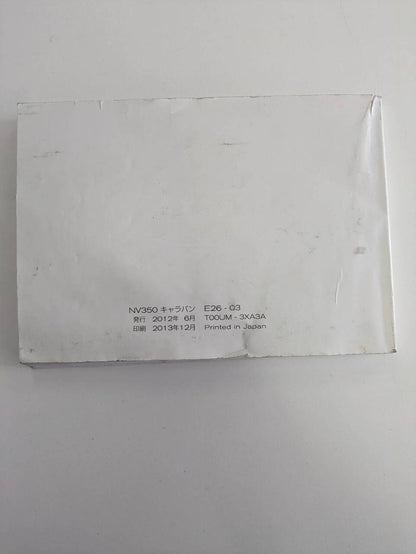 NV350 キャラバン E26-03
発行 2012年 6月 T00UM-3XA3A
印刷 2013年12月 Printed in Japan